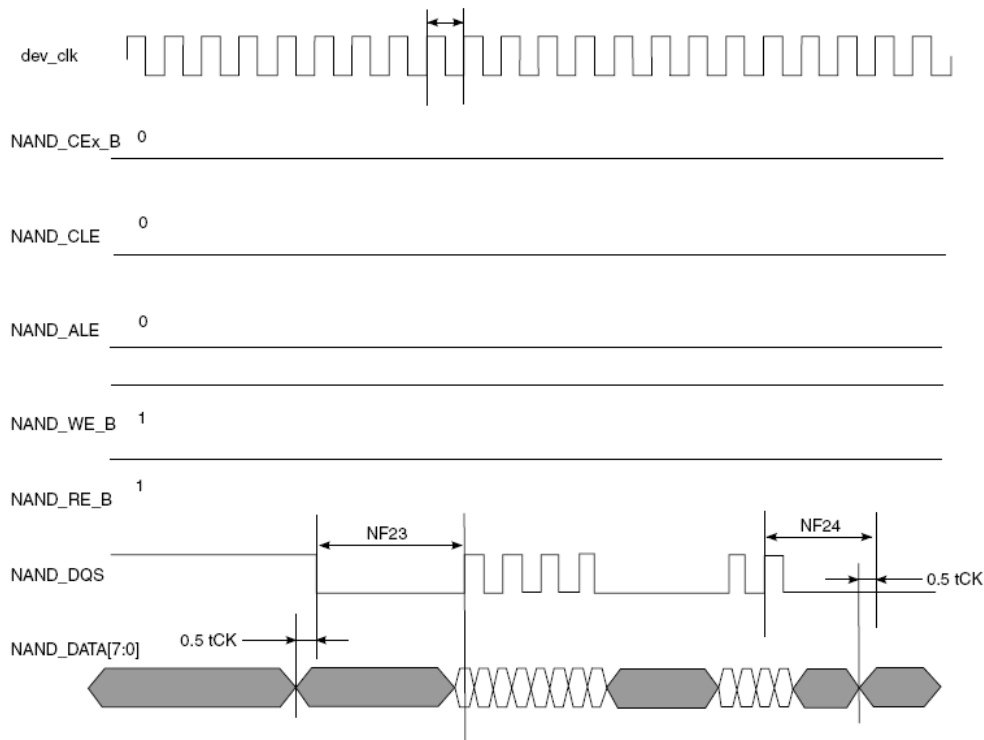 dev_clk
NAND_CEx_B 0
NAND_CLE 0
NAND_ALE 0
NAND_WE_B 1
NAND_RE_B 1
NF23
NF24
NAND_DQS
0.5 tCK
0.5 tCK
NAND_DATA[7:0]